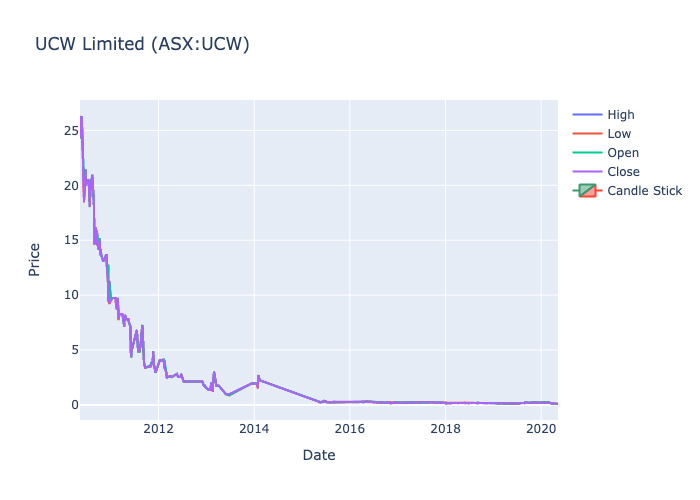 UCW Limited (ASX:UCW)
High
Low
Open
Close
Candle Stick
25
20
15
10
5
0
Price
2012
2014
2016
2018
2020
Date